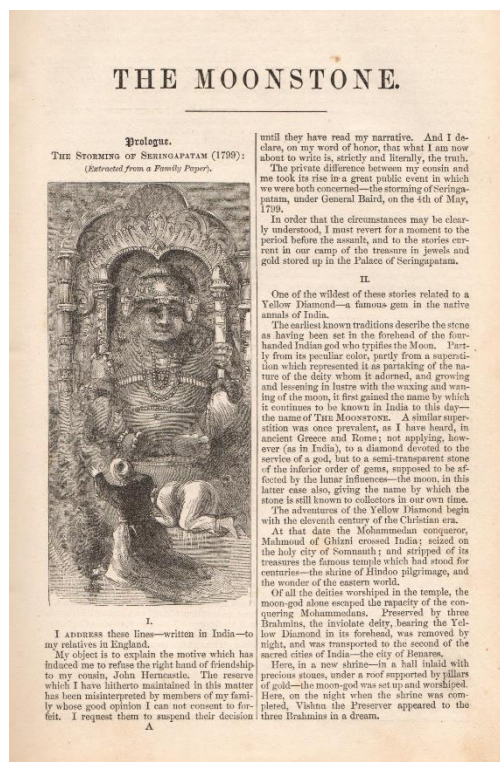 THE MOONSTONE.
Prologue.
THE STORMING OF SERINGAPATAM (1799):
(Extracted from a Family Paper).
I.
I ADDRESS these lines—written in India—to
my relatives in England.
My object is to explain the motive which has
induced me to refuse the right hand of friendship
to my cousin, John Herncastle. The reserve
which I have hitherto maintained in this matter
has been misinterpreted by members of my fami-
ly whose good opinion I can not consent to for-
feit. I request them to suspend their decision
A
until they have read my narrative. And I de-
clare, on my word of honor, that what I am now
about to write is, strictly and literally, the truth.
The private difference between my cousin and
me took its rise in a great public event in which
we were both concerned—the storming of Seringa-
patam, under General Baird, on the 4th of May,
1799.
In order that the circumstances may be clear-
ly understood, I must revert for a moment to the
period before the assault, and to the stories cur-
rent in our camp of the treasure in jewels and
gold stored up in the Palace of Seringapatam.
II.
One of the wildest of these stories related to a
Yellow Diamond—a famous gem in the native
annals of India.
The earliest known traditions describe the stone
as having been set in the forehead of the four-
handed Indian god who typifies the Moon. Part-
ly from its peculiar color, partly from a supersti-
tion which represented it as partaking of the na-
ture of the deity whom it adorned, and growing
and lessening in lustre with the waxing and wan-
ing of the moon, it first gained the name by which
it continues to be known in India to this day—
the name of THE MOONSTONE. A similar super-
stition was once prevalent, as I have heard, in
ancient Greece and Rome; not applying, how-
ever (as in India), to a diamond devoted to the
service of a god, but to a semi-transparent stone
of the inferior order of gems, supposed to be af-
fected by the lunar influences—the moon, in this
latter case also, giving the name by which the
stone is still known to collectors in our own time.
The adventures of the Yellow Diamond begin
with the eleventh century of the Christian era.
At that date the Mohammedan conqueror,
Mahmoud of Ghizni crossed India; seized on
the holy city of Somnauth; and stripped of its
treasures the famous temple which had stood for
centuries—the shrine of Hindoo pilgrimage, and
the wonder of the eastern world.
Of all the deities worshiped in the temple, the
moon-god alone escaped the rapacity of the con-
quering Mohammedans. Preserved by three
Brahmins, the inviolate deity, bearing the Yel-
low Diamond in its forehead, was removed by
night, and was transported to the second of the
sacred cities of India—the city of Benares.
Here, in a new shrine—in a hall inlaid with
precious stones, under a roof supported by pillars
of gold—the moon-god was set up and worshiped.
Here, on the night when the shrine was com-
pleted, Vishnu the Preserver appeared to the
three Brahmins in a dream.